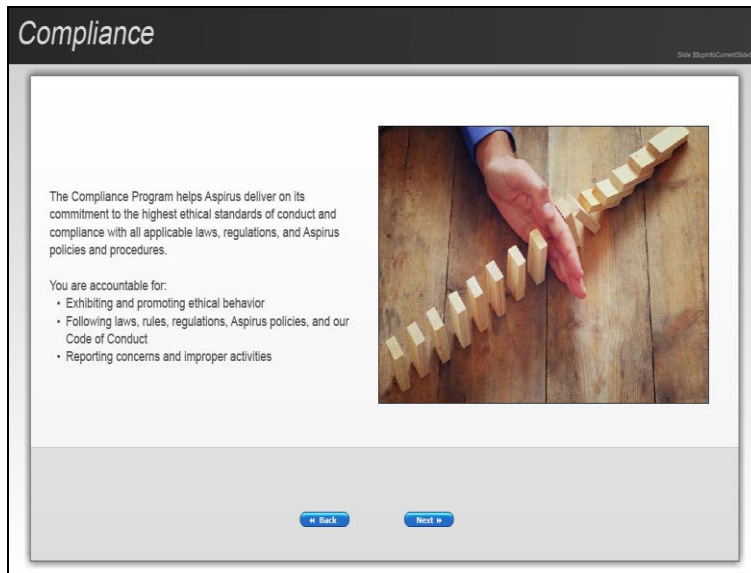 Compliance
Slide $$cpInfoCurrentSlide$
The Compliance Program helps Aspirus deliver on its
commitment to the highest ethical standards of conduct and
compliance with all applicable laws, regulations, and Aspirus
policies and procedures.
You are accountable for:
• Exhibiting and promoting ethical behavior
• Following laws, rules, regulations, Aspirus policies, and our
Code of Conduct
• Reporting concerns and improper activities
« Back
Next »